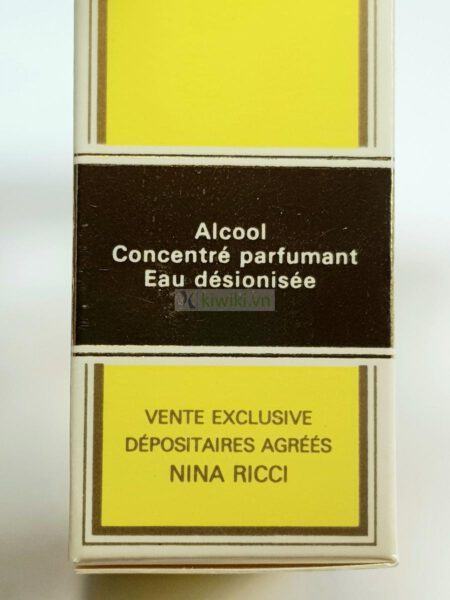 Alcool
Concentré parfumant
Eau désionisée
kiwiki.vn
VENTE EXCLUSIVE
DÉPOSITAIRES AGRÉÉS
NINA RICCI